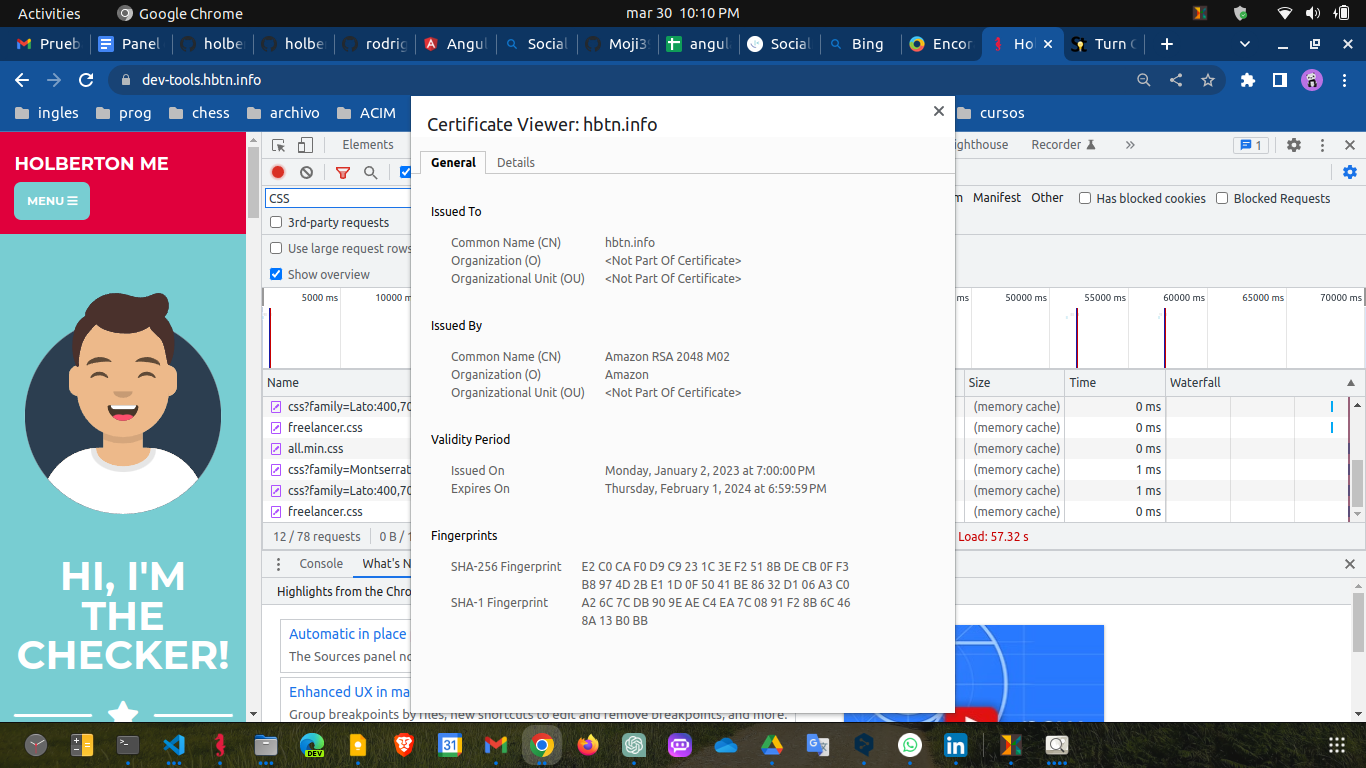 Activities Google Chrome mar 30 10:10 PM
Prueb Panel holbe holbe rodrig Angul Social Moji39 angula Social Bing Encor Hol Turn O
dev-tools.hbtn.info
ingles prog chess archivo ACIM cursos
Certificate Viewer: hbtn.info
General Details
Issued To
Common Name (CN) hbtn.info
Organization (O) <Not Part Of Certificate>
Organizational Unit (OU) <Not Part Of Certificate>
Issued By
Common Name (CN) Amazon RSA 2048 M02
Organization (O) Amazon
Organizational Unit (OU) <Not Part Of Certificate>
Validity Period
Issued On Monday, January 2, 2023 at 7:00:00 PM
Expires On Thursday, February 1, 2024 at 6:59:59 PM
Fingerprints
SHA-256 Fingerprint E2 C0 CA F0 D9 C9 23 1C 3E F2 51 8B DE CB 0F F3
B8 97 4D 2B E1 1D 0F 50 41 BE 86 32 D1 06 A3 C0
SHA-1 Fingerprint A2 6C 7C DB 90 9E AE C4 EA 7C 08 91 F2 8B 6C 46
8A 13 B0 BB
HOLBERTON ME
MENU
HI, I'M
THE
CHECKER!
Elements ghthouse Recorder 1
CSS m Manifest Other Has blocked cookies Blocked Requests
3rd-party requests
Use large request rows
Show overview
5000 ms 10000 m ms 50000 ms 55000 ms 60000 ms 65000 ms 70000 ms
Name Size Time Waterfall
css?family=Lato:400,70 (memory cache) 0 ms
freelancer.css (memory cache) 0 ms
all.min.css (memory cache) 0 ms
css?family=Montserrat (memory cache) 1 ms
css?family=Lato:400,70 (memory cache) 1 ms
freelancer.css (memory cache) 0 ms
12 / 78 requests 0 B / 1 Load: 57.32 s
Console What's N
Highlights from the Chro
Automatic in place
The Sources panel no
Enhanced UX in ma
Group breakpoints by files, new shortcuts to edit and remove breakpoints, and more.
31
DEV